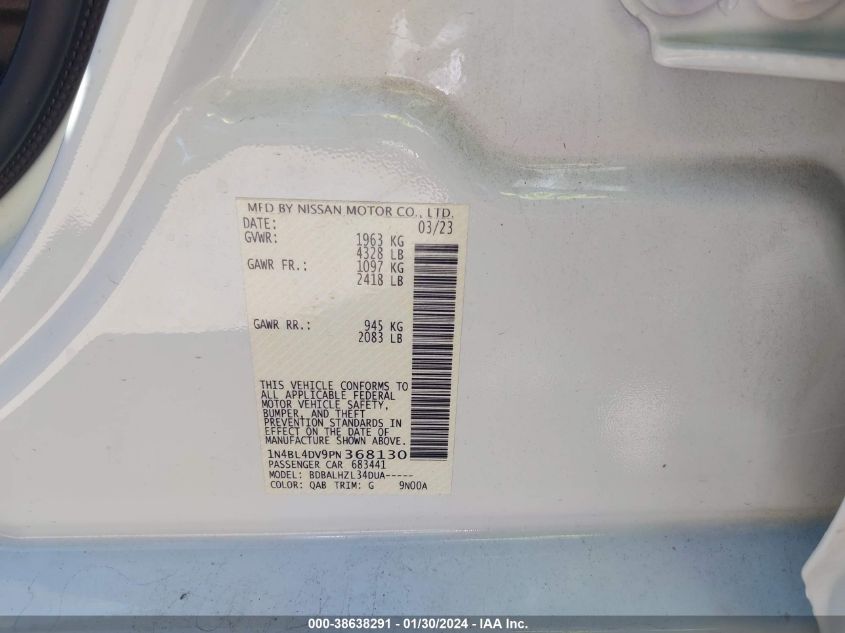 MFD BY NISSAN MOTOR CO., LTD.
DATE: 03/23
GVWR: 1963 KG
4328 LB
GAWR FR.: 1097 KG
2418 LB
GAWR RR.: 945 KG
2083 LB
THIS VEHICLE CONFORMS TO
ALL APPLICABLE FEDERAL
MOTOR VEHICLE SAFETY,
BUMPER, AND THEFT
PREVENTION STANDARDS IN
EFFECT ON THE DATE OF
MANUFACTURE SHOWN ABOVE.
1N4BL4DV9PN368130
PASSENGER CAR 683441
MODEL: BDBALHZL34DUA-----
COLOR: QAB TRIM: G 9N00A
000-38638291 - 01/30/2024 - IAA Inc.